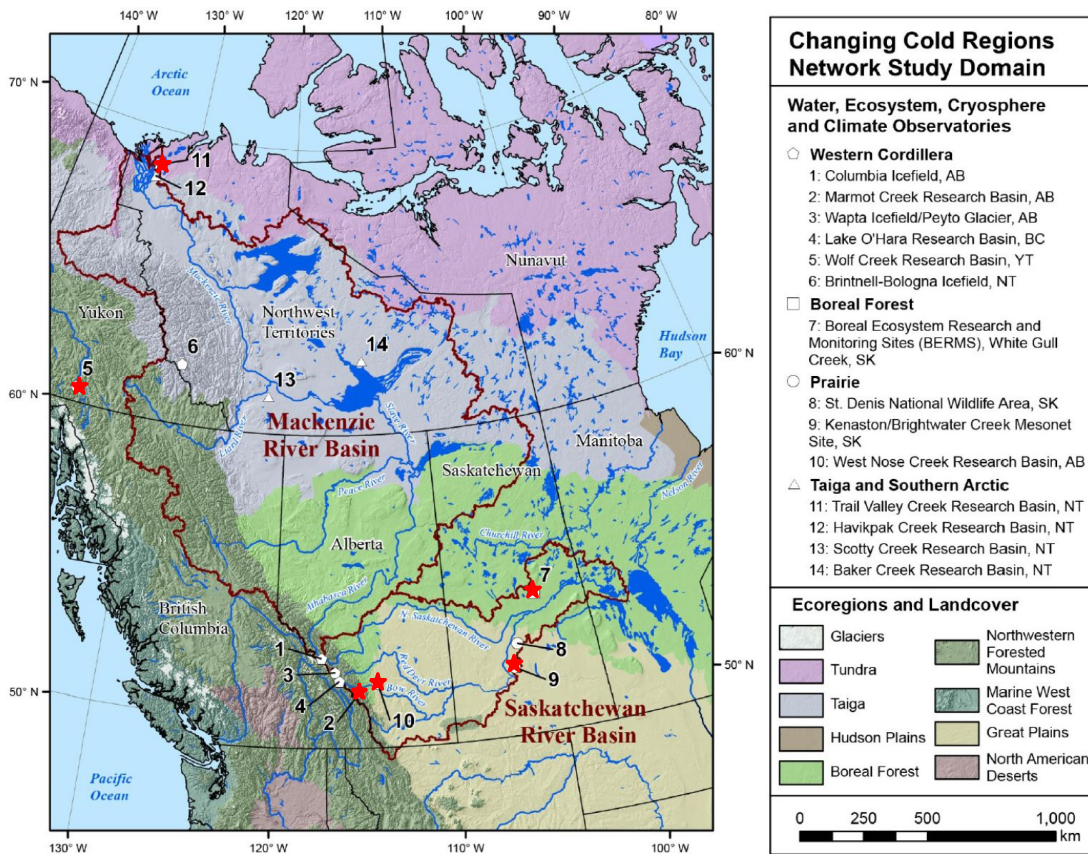 130° W
120° W
110° W
100° W
90° W
80° W
70° N
60° N
50° N
60° N
50° N
130° W
120° W
110° W
100° W
Arctic
Ocean
11
12
Nunavut
Mackenzie River
Northwest
Territories
Yukon
Hudson
Bay
6
14
5
13
Mackenzie
River Basin
Liard River
Slave River
Manitoba
Saskatchewan
Nelson River
Peace River
Churchill River
Alberta
7
Athabasca River
British
Columbia
N. Saskatchewan River
1
8
Red Deer River
3
9
Bow River
4
2
10
Saskatchewan
River Basin
Pacific
Ocean
Changing Cold Regions
Network Study Domain
Water, Ecosystem, Cryosphere
and Climate Observatories
Western Cordillera
1: Columbia Icefield, AB
2: Marmot Creek Research Basin, AB
3: Wapta Icefield/Peyto Glacier, AB
4: Lake O'Hara Research Basin, BC
5: Wolf Creek Research Basin, YT
6: Brintnell-Bologna Icefield, NT
Boreal Forest
7: Boreal Ecosystem Research and
Monitoring Sites (BERMS), White Gull
Creek, SK
Prairie
8: St. Denis National Wildlife Area, SK
9: Kenaston/Brightwater Creek Mesonet
Site, SK
10: West Nose Creek Research Basin, AB
Taiga and Southern Arctic
11: Trail Valley Creek Research Basin, NT
12: Havikpak Creek Research Basin, NT
13: Scotty Creek Research Basin, NT
14: Baker Creek Research Basin, NT
Ecoregions and Landcover
Glaciers
Tundra
Taiga
Hudson Plains
Boreal Forest
Northwestern
Forested
Mountains
Marine West
Coast Forest
Great Plains
North American
Deserts
0 250 500 1,000
km